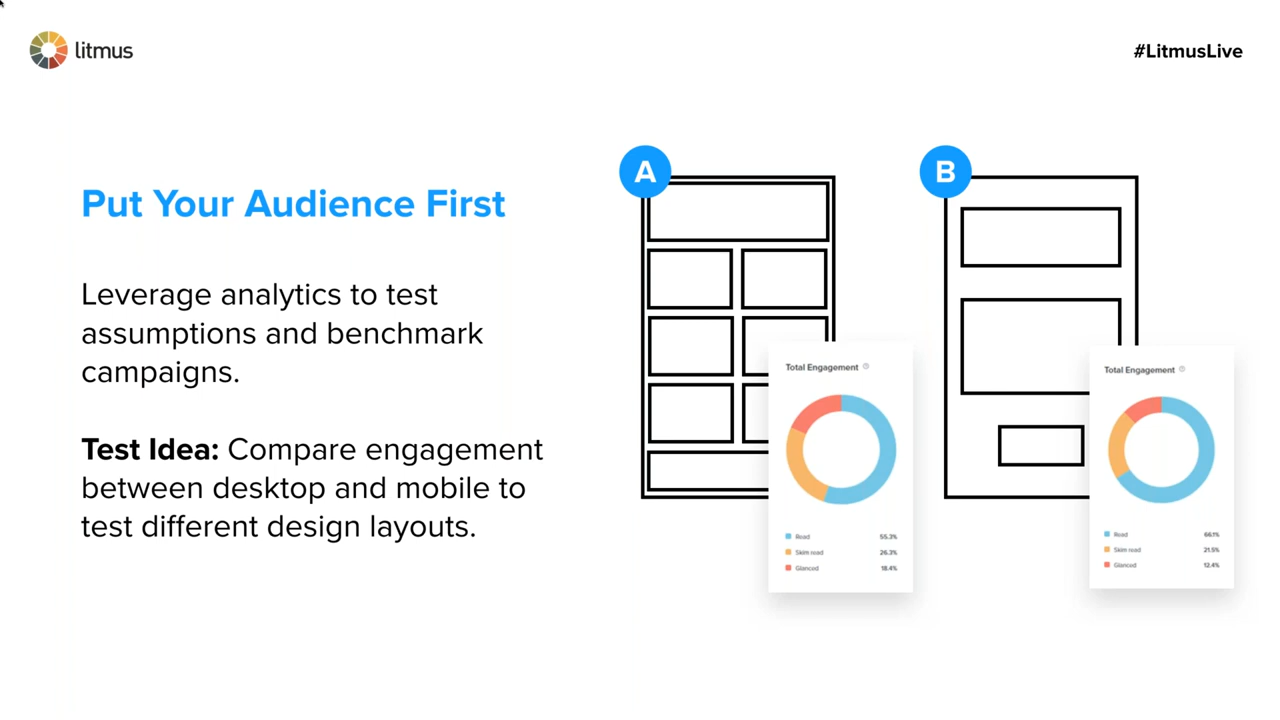 litmus
#LitmusLive
Put Your Audience First
Leverage analytics to test
assumptions and benchmark
campaigns.
Test Idea: Compare engagement
between desktop and mobile to
test different design layouts.
A
Total Engagement
Read 55.3%
Skim read 26.3%
Glanced 18.4%
B
Total Engagement
Read 66.1%
Skim read 21.5%
Glanced 12.4%